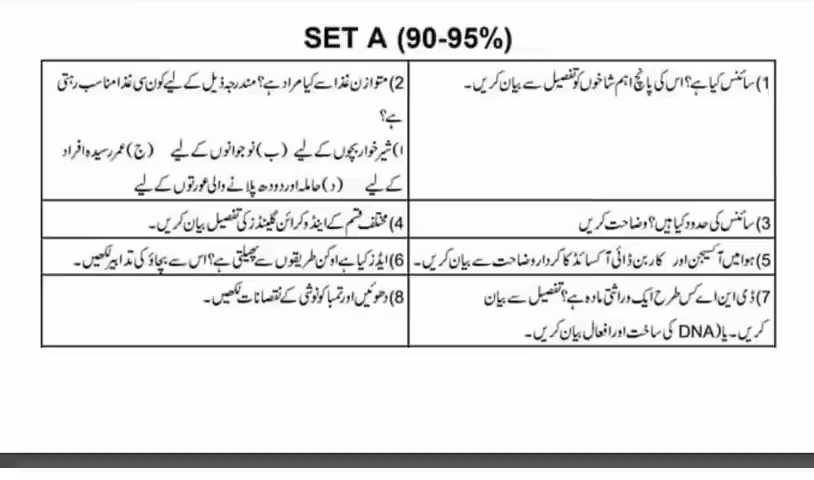 SET A (90-95%)
1) سائنس کیا ہے؟ اس کی پانچ اہم شاخوں کو تفصیل سے بیان کریں۔
2) متوازن غذا سے کیا مراد ہے؟ مندرجہ ذیل کے لیے کون سی غذا مناسب رہتی
ہے؟
ا) شیر خوار بچوں کے لیے (ب) نوجوانوں کے لیے (ج) عمر رسیدہ افراد
کے لیے (د) حاملہ اور دودھ پلانے والی عورتوں کے لیے
3) سائنس کی حدود کیا ہیں؟ وضاحت کریں
4) مختلف قسم کے اینڈوکرائن گلینڈز کی تفصیل بیان کریں۔
5) ہوا میں آکسیجن اور کاربن ڈائی آکسائڈ کا کردار وضاحت سے بیان کریں۔
6) ایڈز کیا ہے اوکن طریقوں سے پھیلتی ہے؟ اس سے بچاؤ کی تدابیر لکھیں۔
7) ڈی این اے کس طرح ایک وراثتی مادہ ہے؟ تفصیل سے بیان
کریں۔ یا (DNA کی ساخت اور افعال بیان کریں۔
8) دھوئیں اور تمباکو نوشی کے نقصانات لکھیں۔